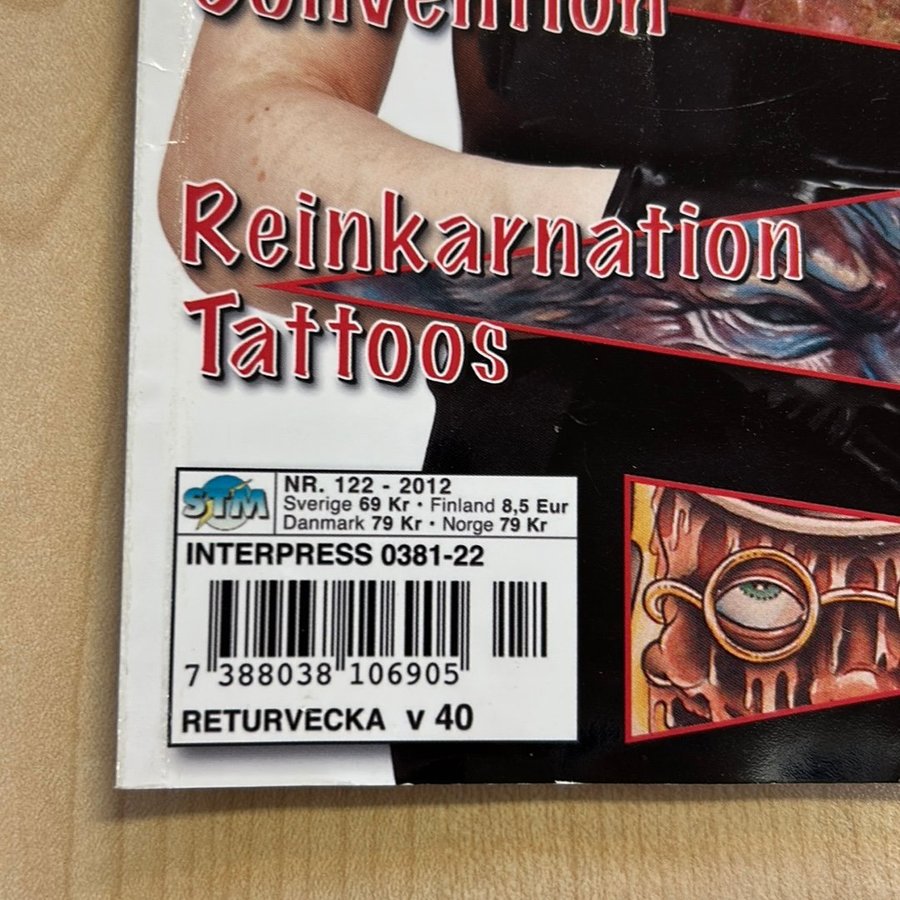 Convention
Reinkarnation
Tattoos
STM
NR. 122 - 2012
Sverige 69 Kr · Finland 8,5 Eur
Danmark 79 Kr · Norge 79 Kr
INTERPRESS 0381-22
7 388038 106905
RETURVECKA v 40